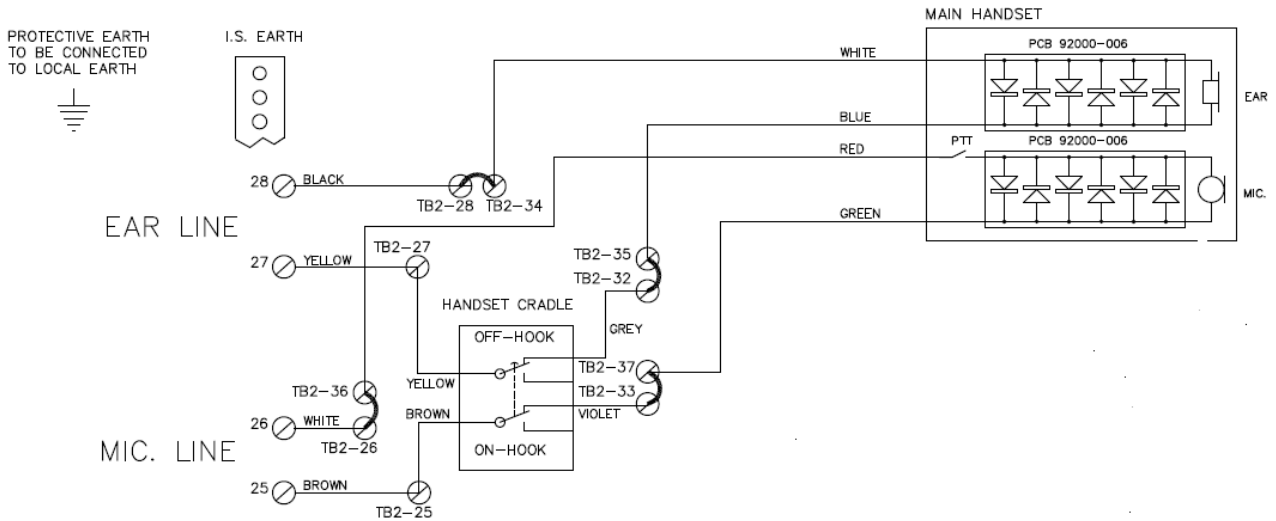 MAIN HANDSET
PROTECTIVE EARTH
TO BE CONNECTED
TO LOCAL EARTH
I.S. EARTH
PCB 92000-006
WHITE
EAR
BLUE
PCB 92000-006
PTT
RED
28 BLACK
TB2-28 TB2-34
MIC.
GREEN
EAR LINE
TB2-27
TB2-35
27 YELLOW
TB2-32
HANDSET CRADLE
OFF-HOOK
GREY
TB2-37
YELLOW
TB2-36
TB2-33
BROWN
VIOLET
26 WHITE
TB2-26
ON-HOOK
MIC. LINE
25 BROWN
TB2-25